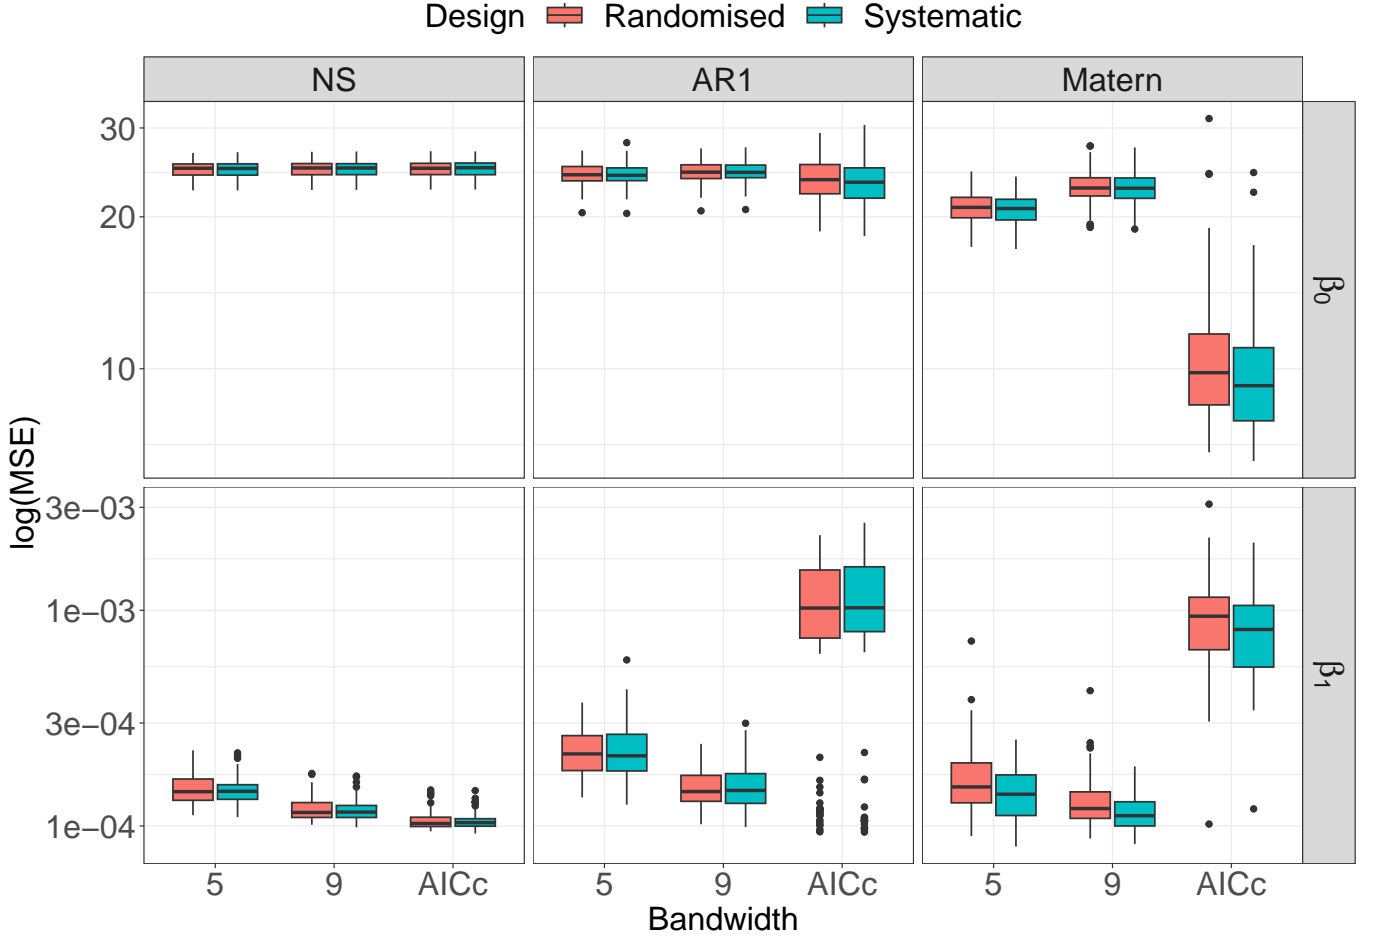 Design Randomised Systematic
NS AR1 Matern
30
20
10
β0
log(MSE)
3e−03
1e−03
3e−04
1e−04
β1
5 9 AICc 5 9 AICc 5 9 AICc
Bandwidth